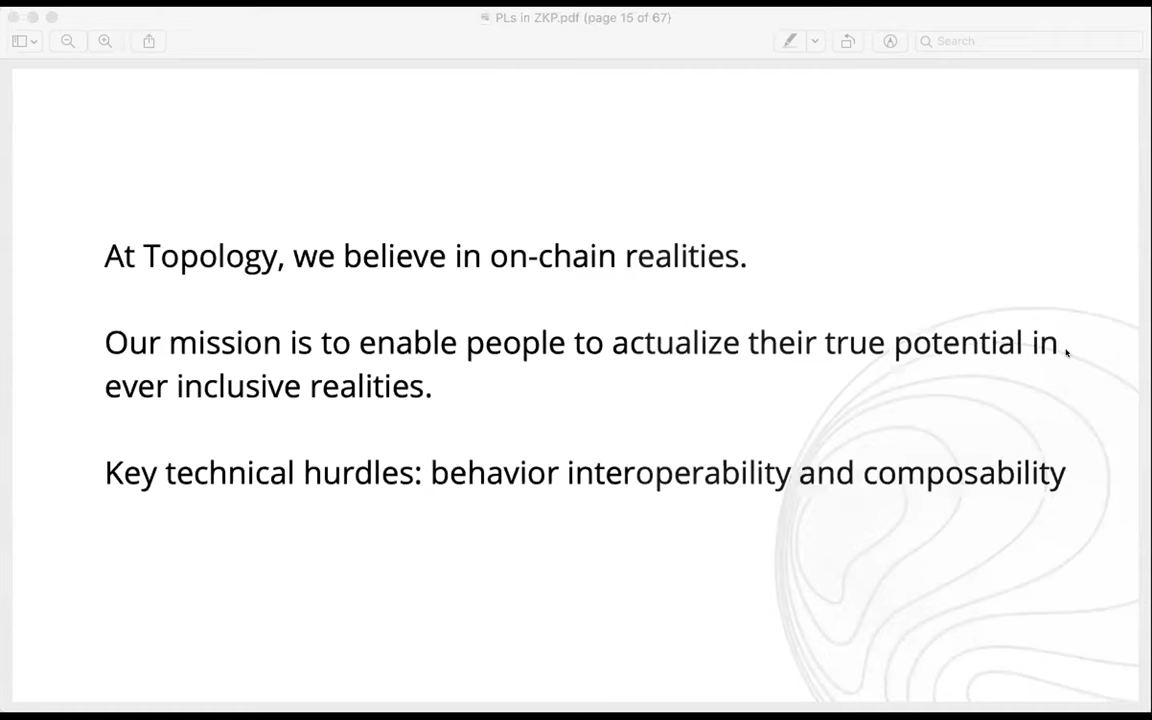 PLs in ZKP.pdf (page 15 of 67)
Search
At Topology, we believe in on-chain realities.
Our mission is to enable people to actualize their true potential in
ever inclusive realities.
Key technical hurdles: behavior interoperability and composability